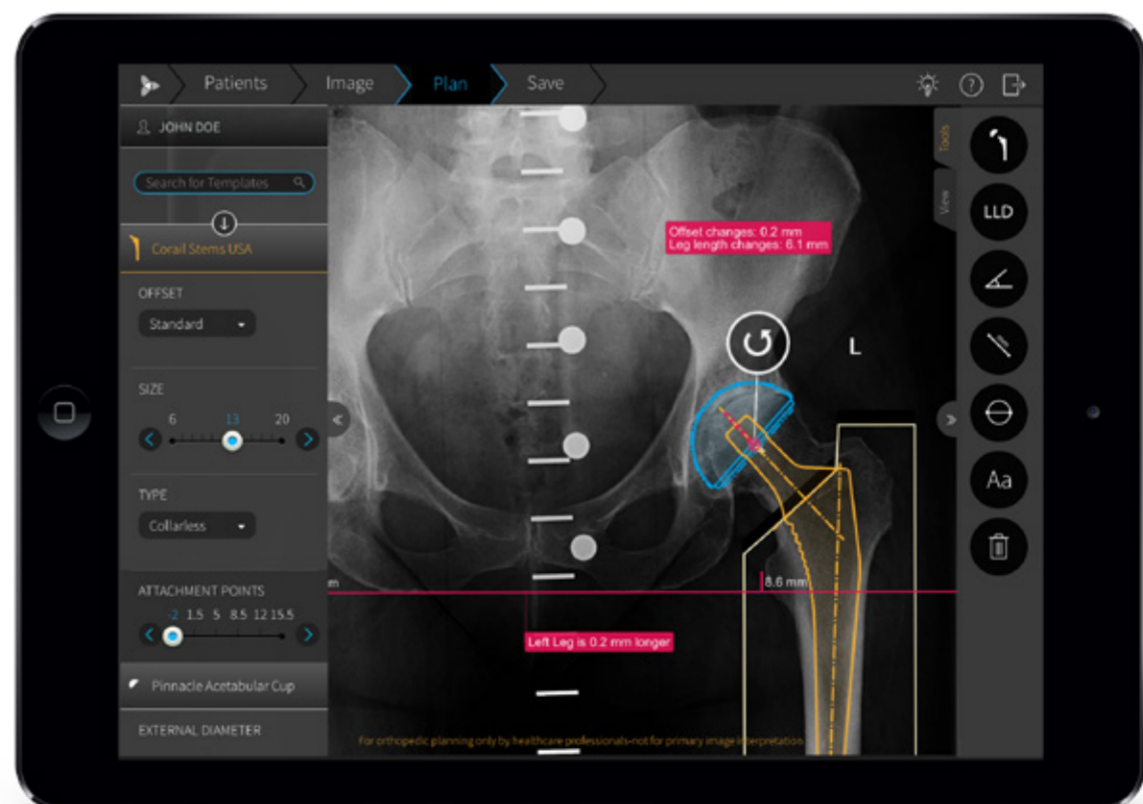 Patients
Image
Plan
Save
JOHN DOE
Search for Templates
Corail Stems USA
OFFSET
Standard
SIZE
6 13 20
TYPE
Collarless
ATTACHMENT POINTS
-2 1.5 5 8.5 12 15.5
Pinnacle Acetabular Cup
EXTERNAL DIAMETER
Offset changes: 0.2 mm
Leg length changes: 6.1 mm
L
8.6 mm
m
Left Leg is 0.2 mm longer
For orthopedic planning only by healthcare professionals-not for primary image interpretation
Tools
View
?
LLD
Aa